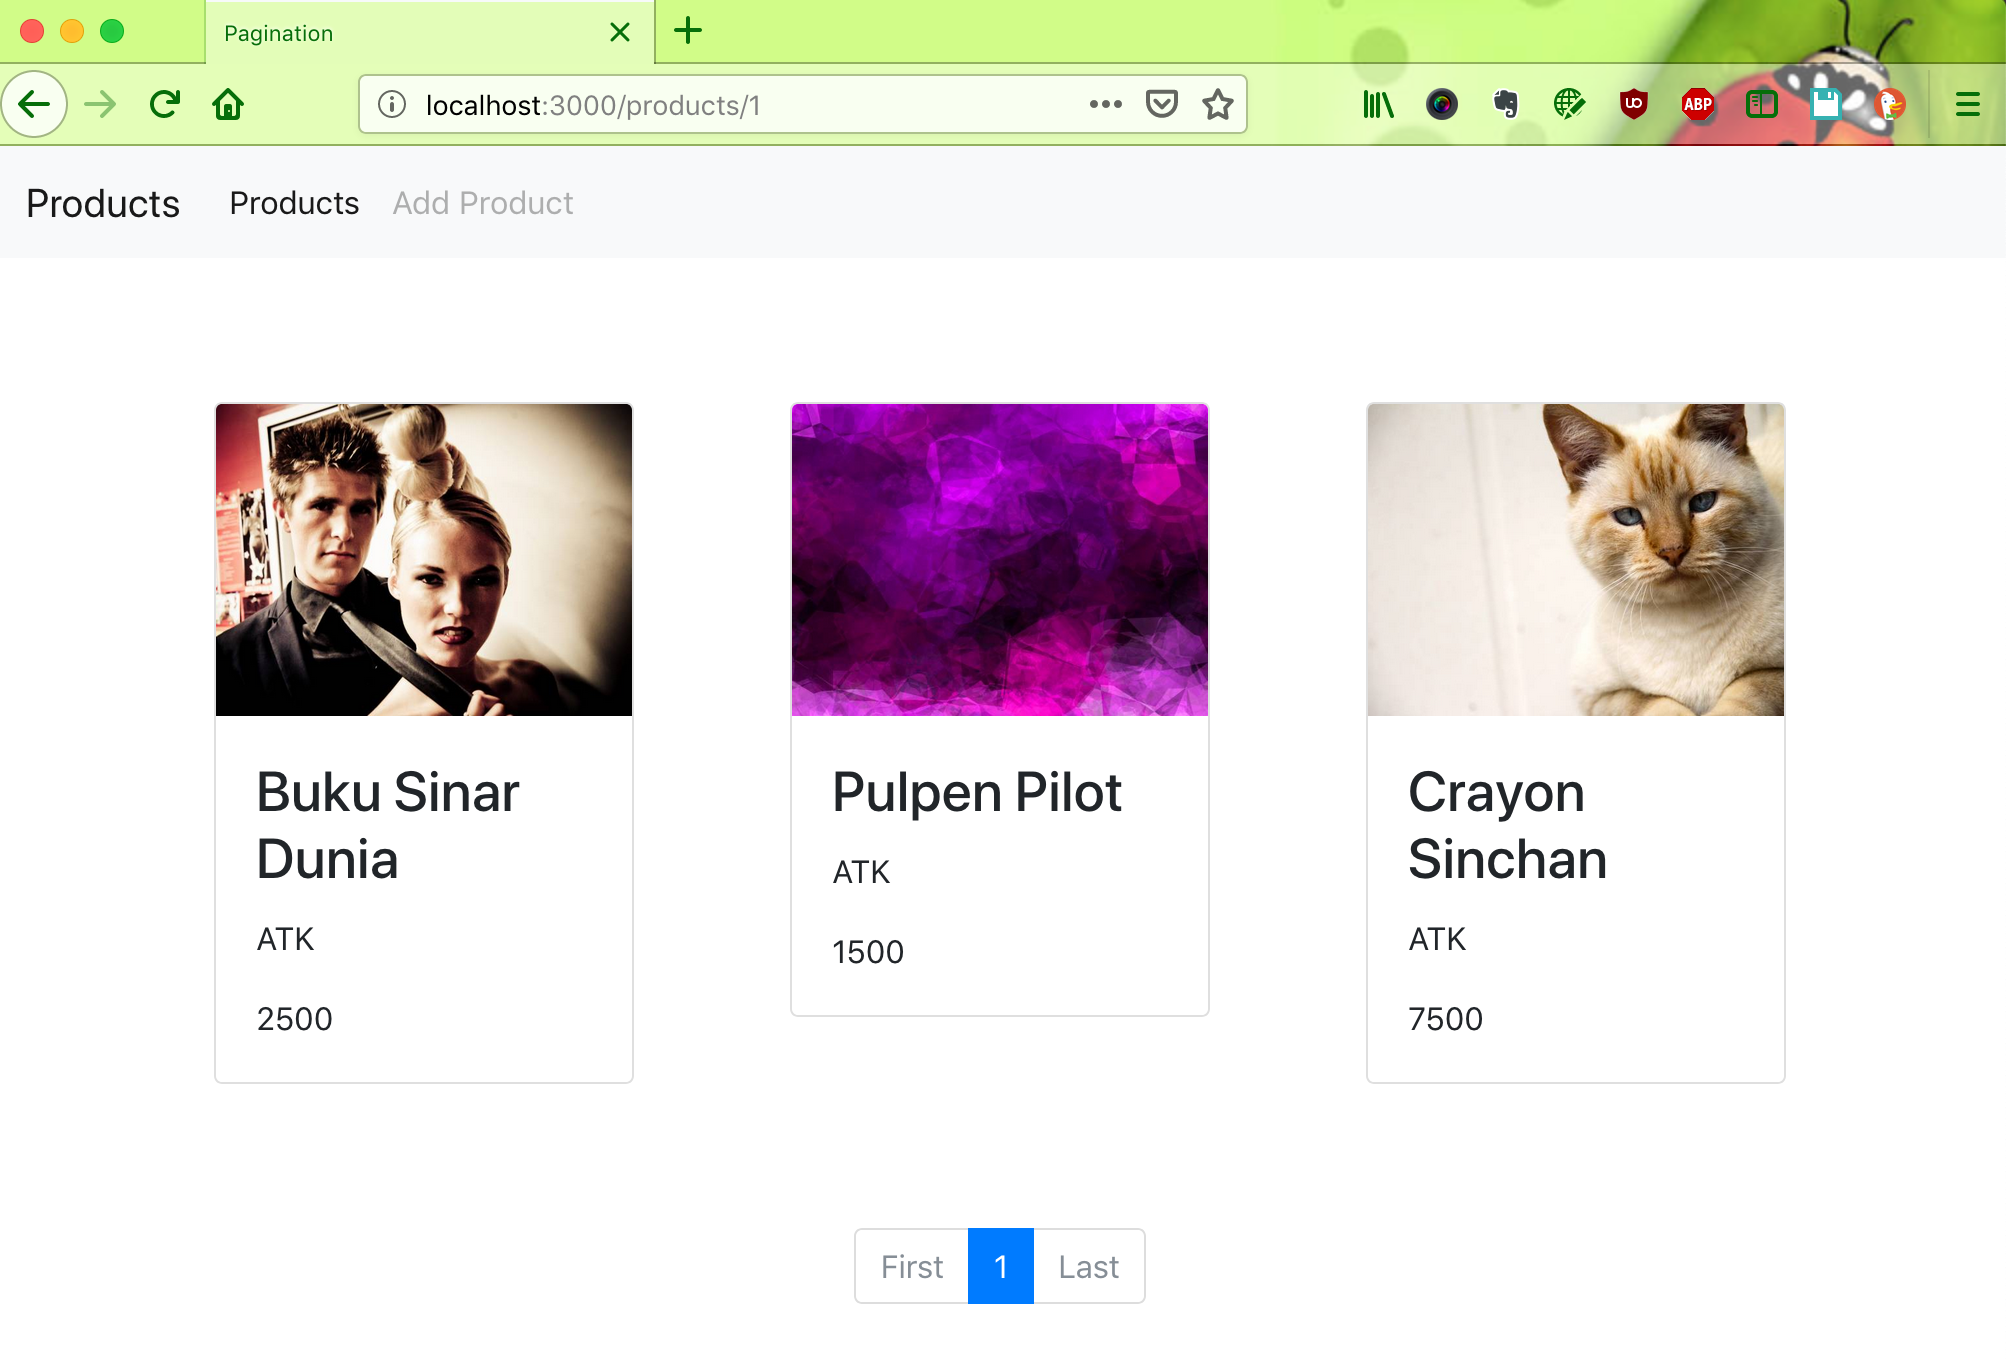 Pagination
localhost:3000/products/1
ABP
Products Products Add Product
Buku Sinar
Dunia
ATK
2500
Pulpen Pilot
ATK
1500
Crayon
Sinchan
ATK
7500
First 1 Last